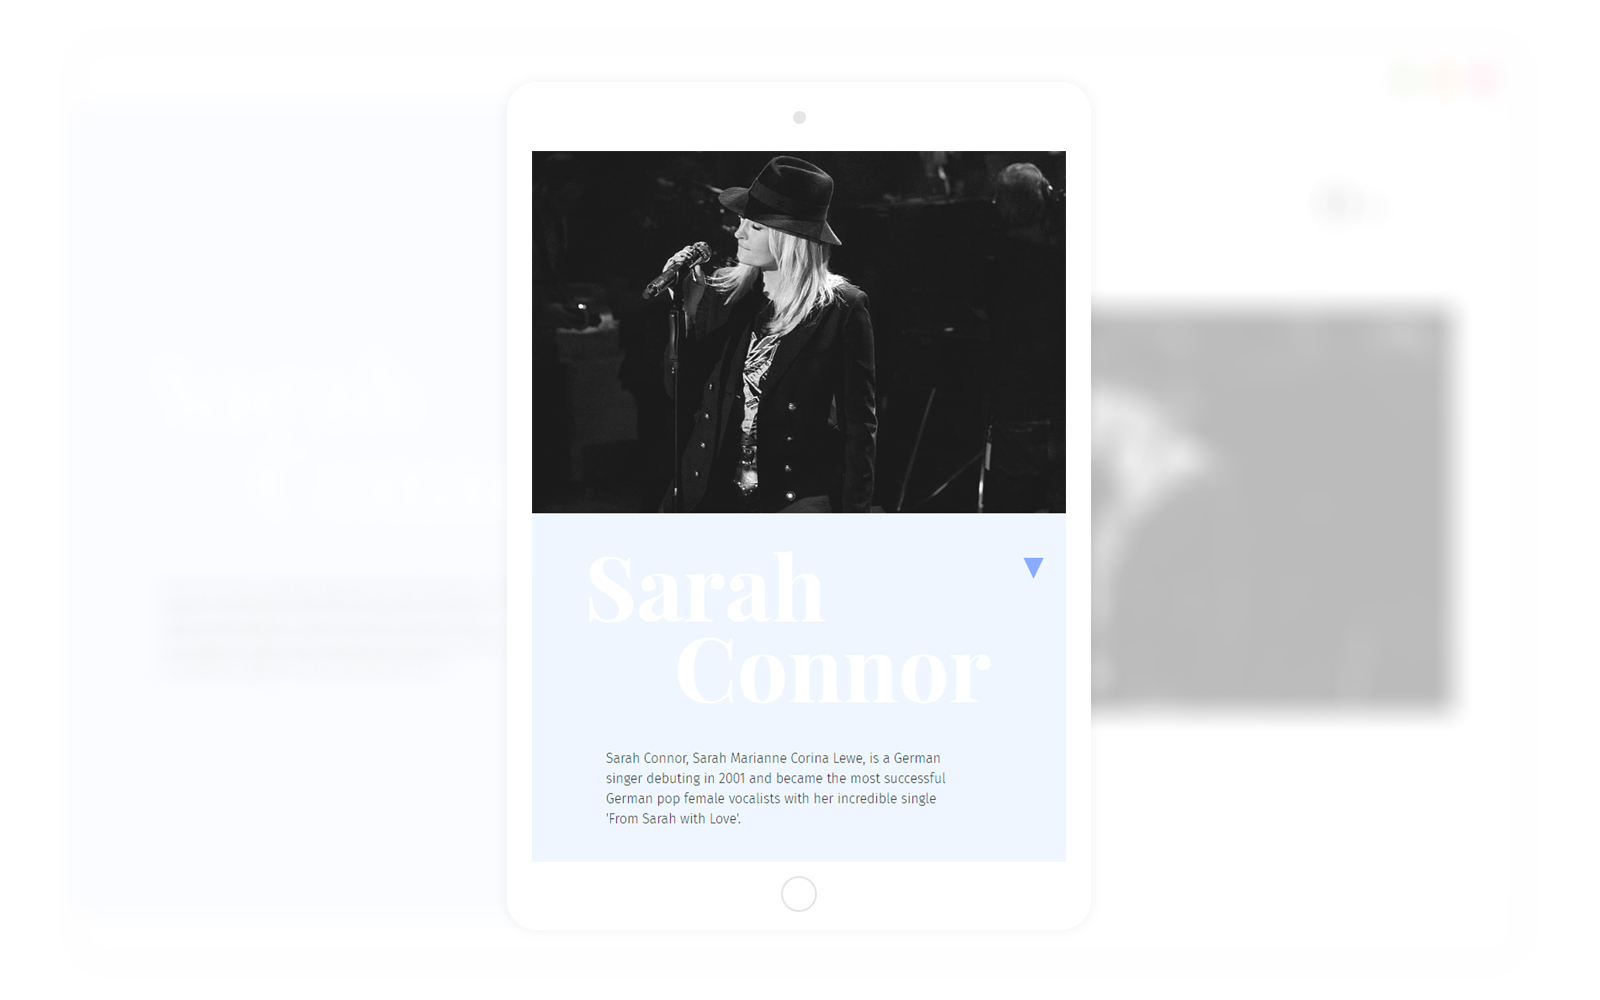 Sarah
Connor
Sarah Connor, Sarah Marianne Corina Lewe, is a German
singer debuting in 2001 and became the most successful
German pop female vocalists with her incredible single
'From Sarah with Love'.